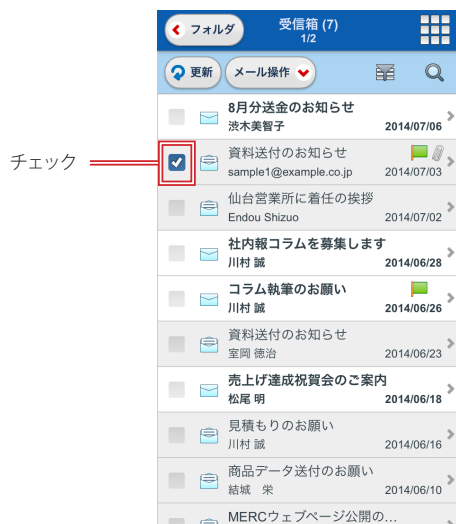 フォルダ
受信箱 (7)
1/2
更新
メール操作
8月分送金のお知らせ
渋木美智子 2014/07/06
チェック
資料送付のお知らせ
sample1@example.co.jp 2014/07/03
仙台営業所に着任の挨拶
Endou Shizuo 2014/07/02
社内報コラムを募集します
川村 誠 2014/06/28
コラム執筆のお願い
川村 誠 2014/06/26
資料送付のお知らせ
室岡 徳治 2014/06/23
売上げ達成祝賀会のご案内
松尾 明 2014/06/18
見積もりのお願い
川村 誠 2014/06/16
商品データ送付のお願い
結城　栄 2014/06/10
MERCウェブページ公開の…